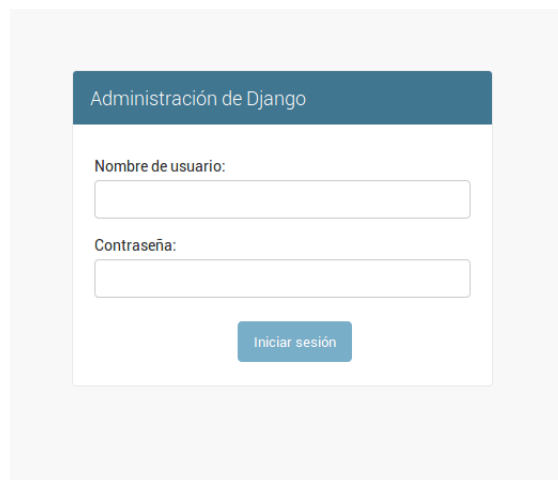 Administración de Django
Nombre de usuario:
Contraseña:
Iniciar sesión